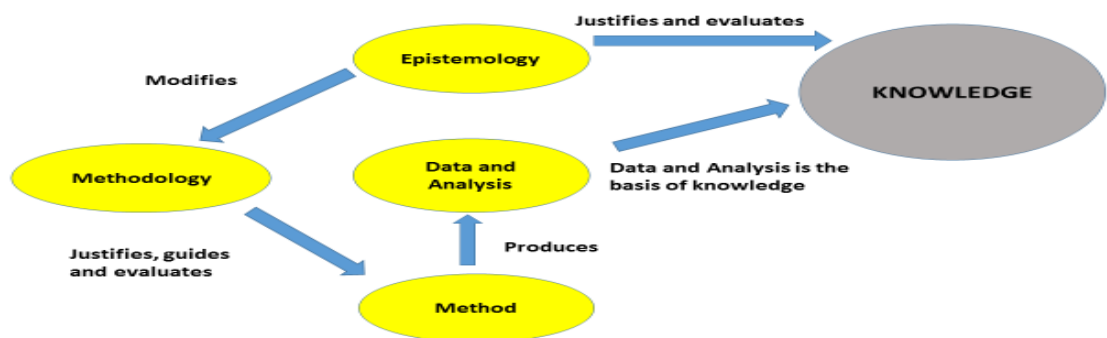 Justifies and evaluates
Epistemology
KNOWLEDGE
Modifies
Data and
Analysis
Data and Analysis is the
basis of knowledge
Methodology
Produces
Justifies, guides
and evaluates
Method